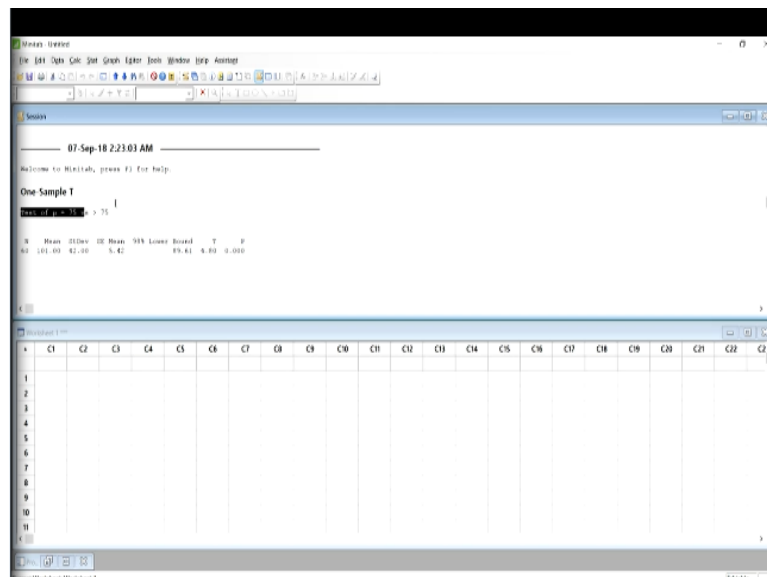 Minitab - Untitled
File Edit Data Calc Stat Graph Editor Tools Window Help Assistant
Session
07-Sep-18 2:23:03 AM
Welcome to Minitab, press F1 for help.
One-Sample T
Test of μ = 75 vs > 75
N Mean StDev SE Mean 98% Lower Bound T P
60 101.00 42.00 5.42 89.61 4.80 0.000
Worksheet 1 ***
C1 C2 C3 C4 C5 C6 C7 C8 C9 C10 C11 C12 C13 C14 C15 C16 C17 C18 C19 C20 C21 C22 C2
1
2
3
4
5
6
7
8
9
10
11